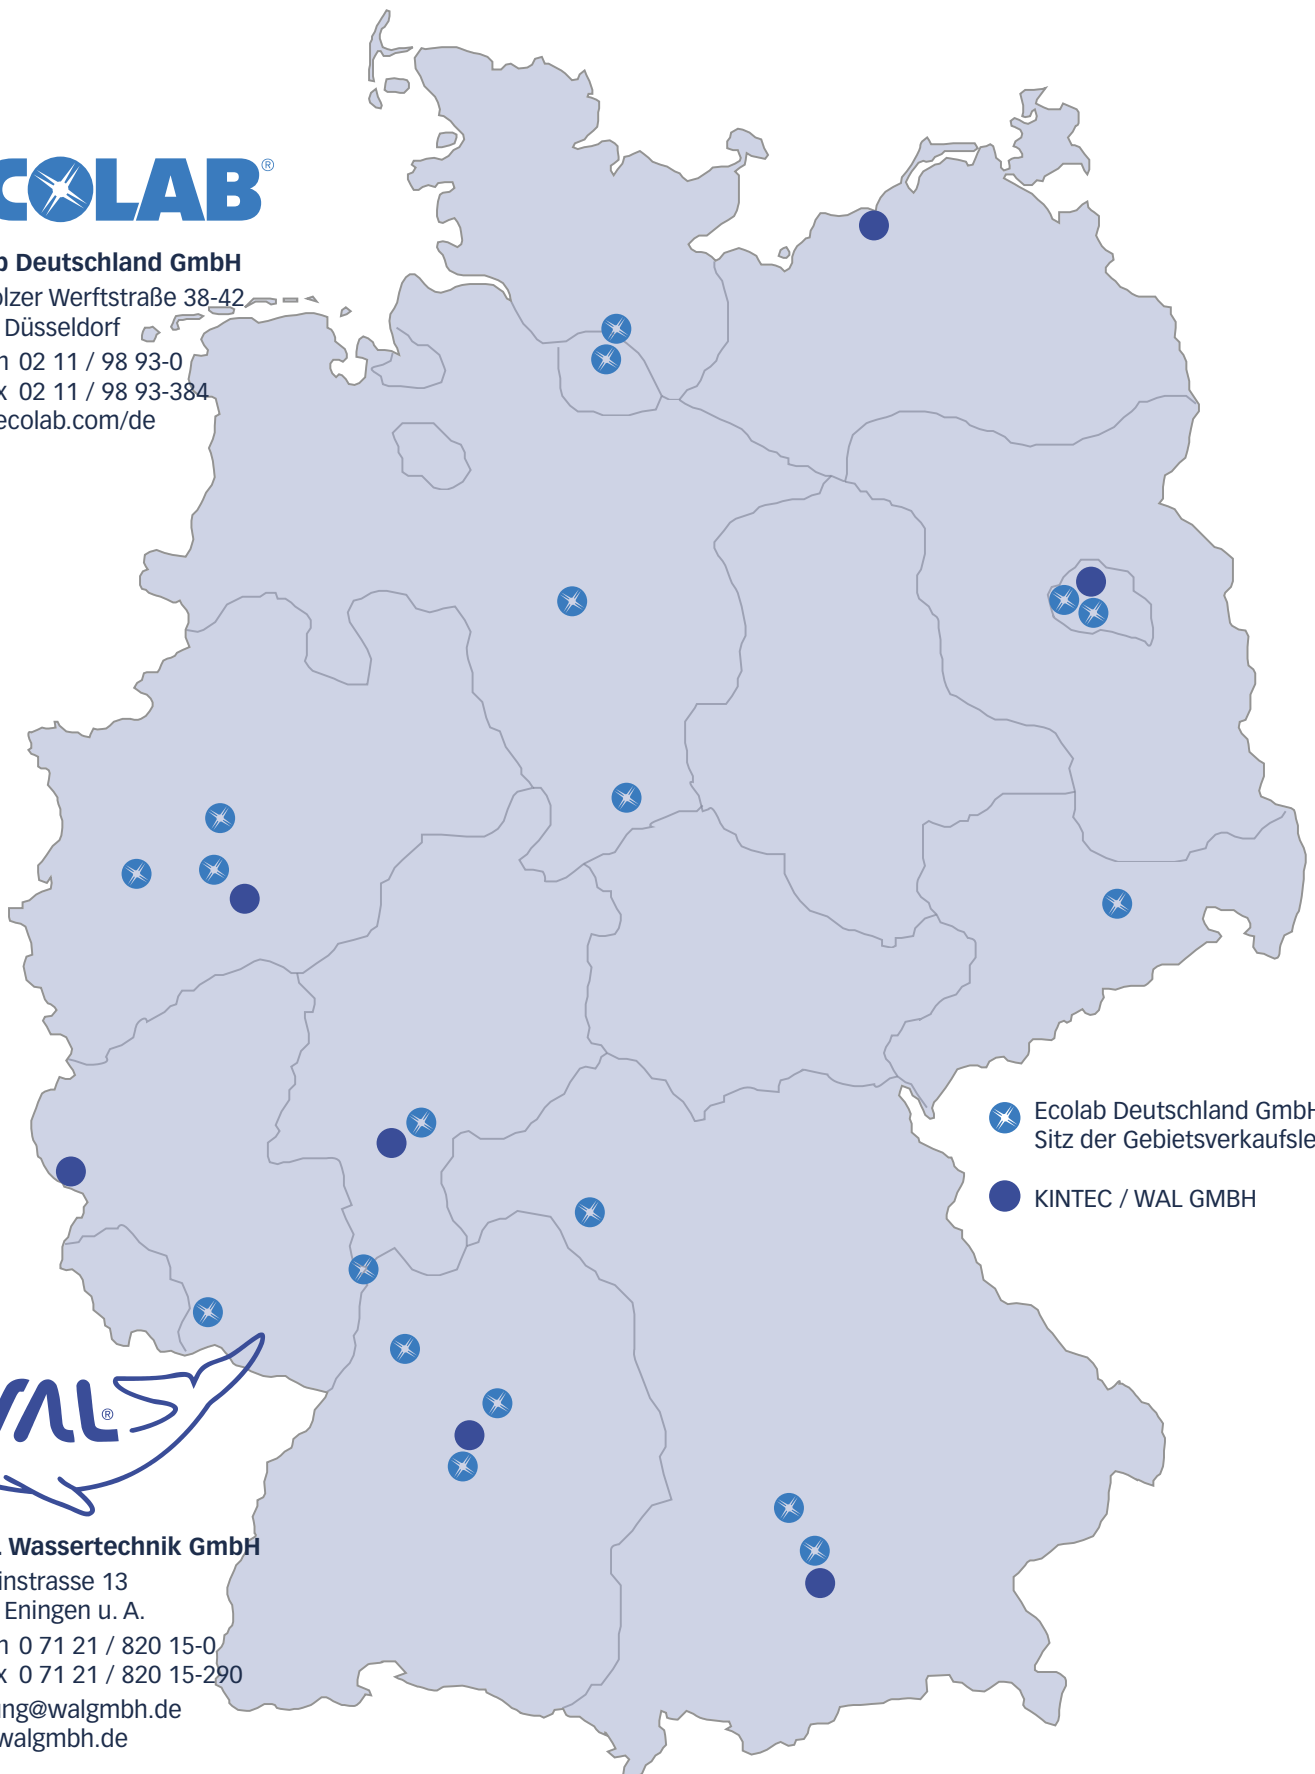 COLAB®
b Deutschland GmbH
olzer Werftstraße 38-42
Düsseldorf
n 02 11 / 98 93-0
x 02 11 / 98 93-384
ecolab.com/de
Ecolab Deutschland GmbH
Sitz der Gebietsverkaufsle
KINTEC / WAL GMBH
WAL®
. Wassertechnik GmbH
instrasse 13
Eningen u. A.
n 0 71 21 / 820 15-0
x 0 71 21 / 820 15-290
ung@walgmbh.de
walgmbh.de